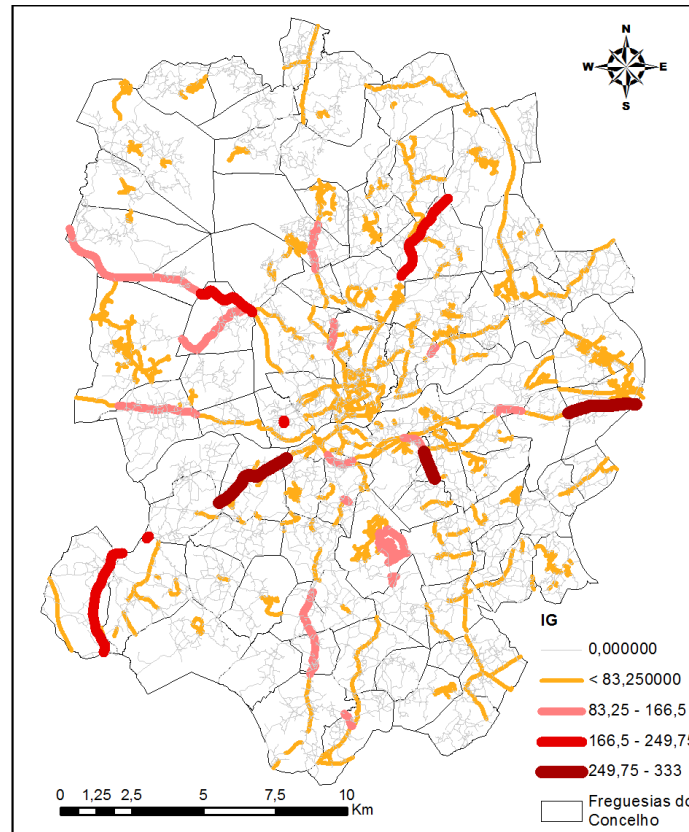 N
W E
S
IG
0,000000
< 83,250000
83,25 - 166,5
166,5 - 249,75
249,75 - 333
Freguesias do
Concelho
0 1,25 2,5 5 7,5 10
Km